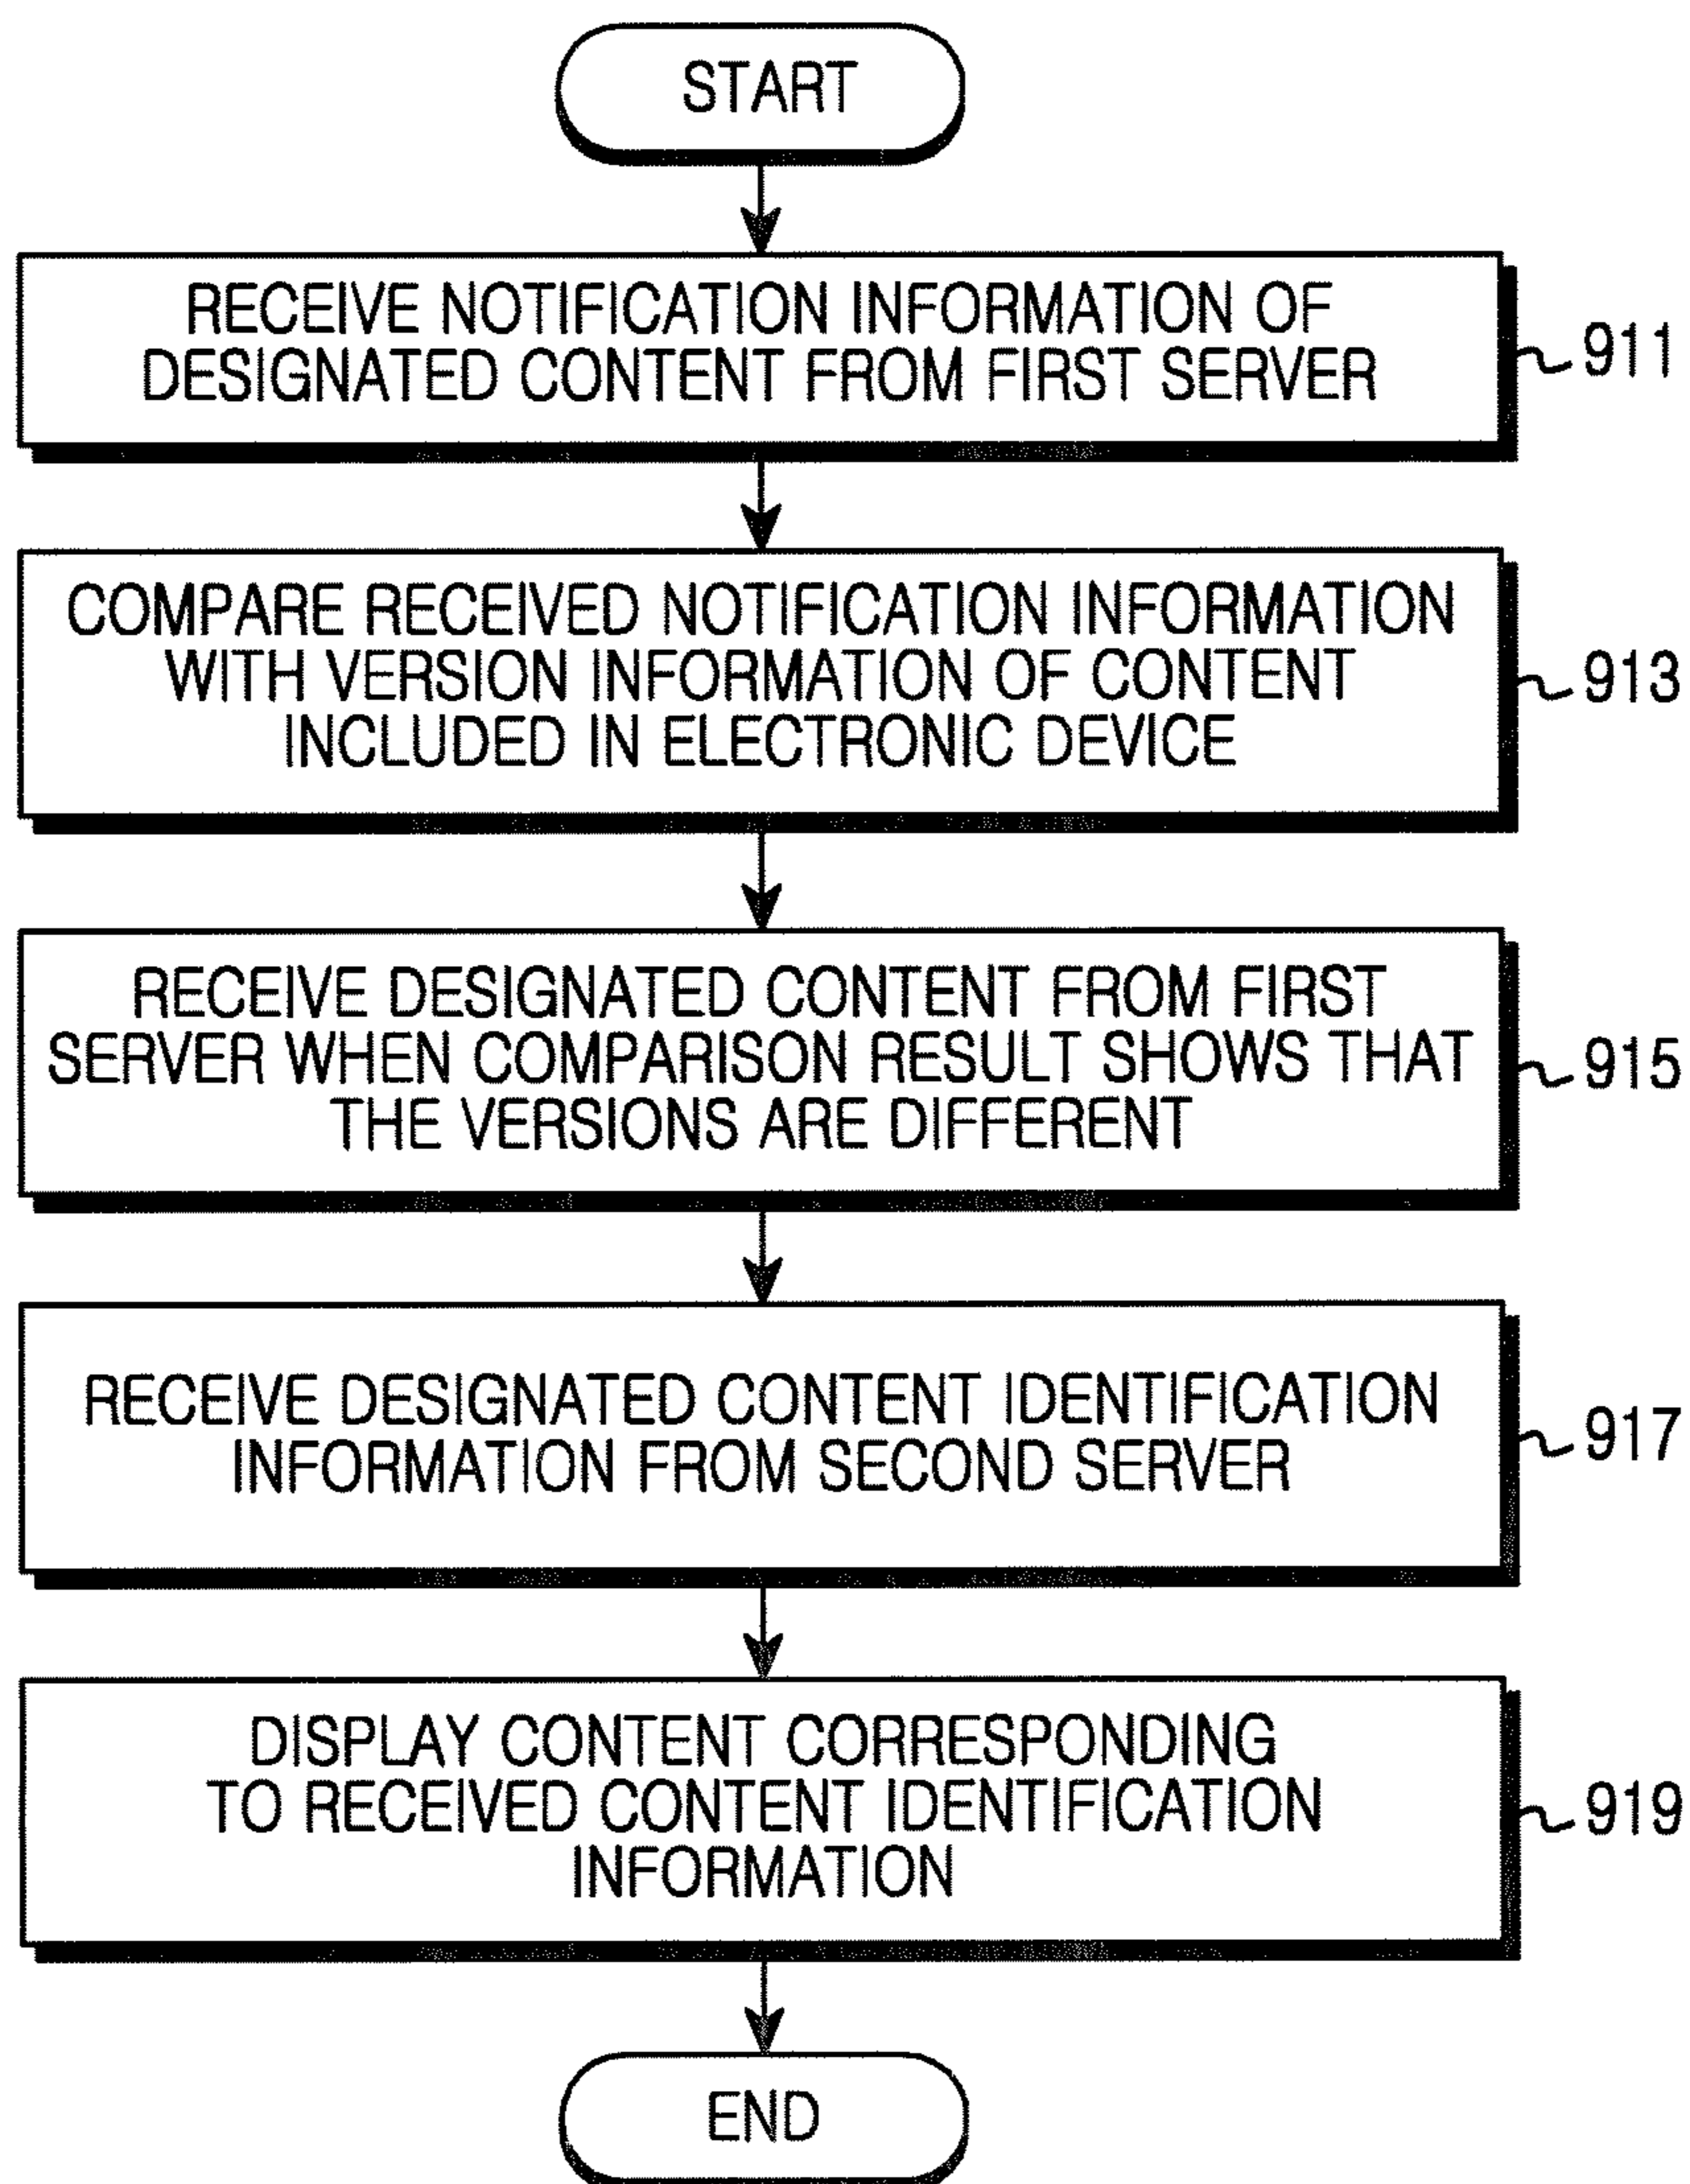 START
RECEIVE NOTIFICATION INFORMATION OF
DESIGNATED CONTENT FROM FIRST SERVER
911
COMPARE RECEIVED NOTIFICATION INFORMATION
WITH VERSION INFORMATION OF CONTENT
INCLUDED IN ELECTRONIC DEVICE
913
RECEIVE DESIGNATED CONTENT FROM FIRST
SERVER WHEN COMPARISON RESULT SHOWS THAT
THE VERSIONS ARE DIFFERENT
915
RECEIVE DESIGNATED CONTENT IDENTIFICATION
INFORMATION FROM SECOND SERVER
917
DISPLAY CONTENT CORRESPONDING
TO RECEIVED CONTENT IDENTIFICATION
INFORMATION
919
END